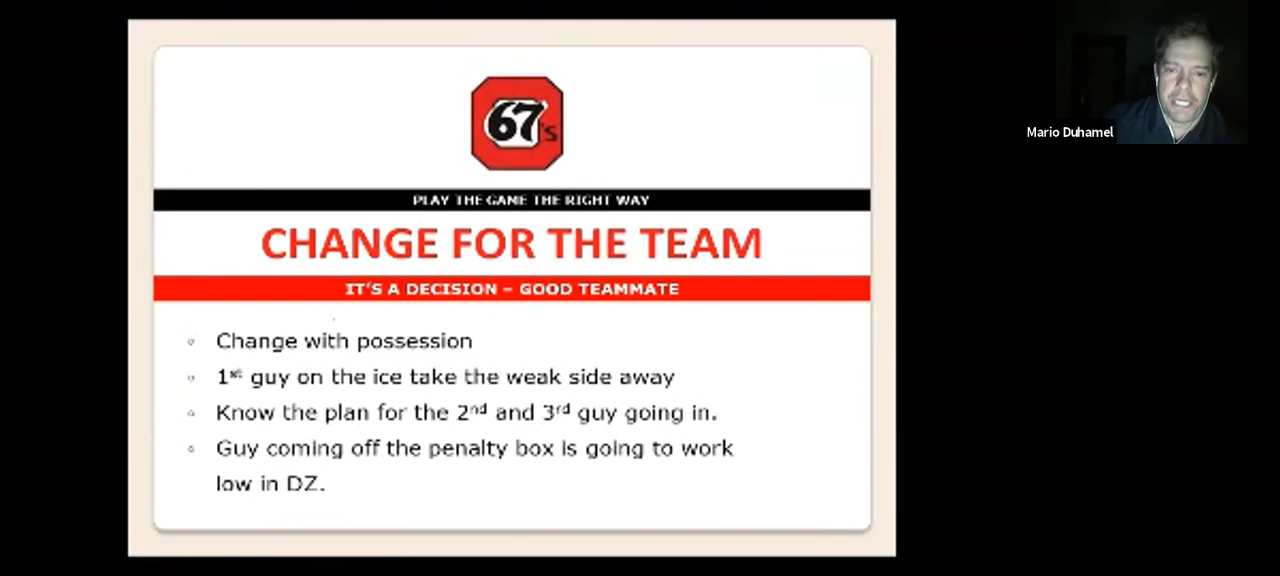 67's
PLAY THE GAME THE RIGHT WAY
CHANGE FOR THE TEAM
IT'S A DECISION – GOOD TEAMMATE
Change with possession
1st guy on the ice take the weak side away
Know the plan for the 2nd and 3rd guy going in.
Guy coming off the penalty box is going to work
low in DZ.
Mario Duhamel